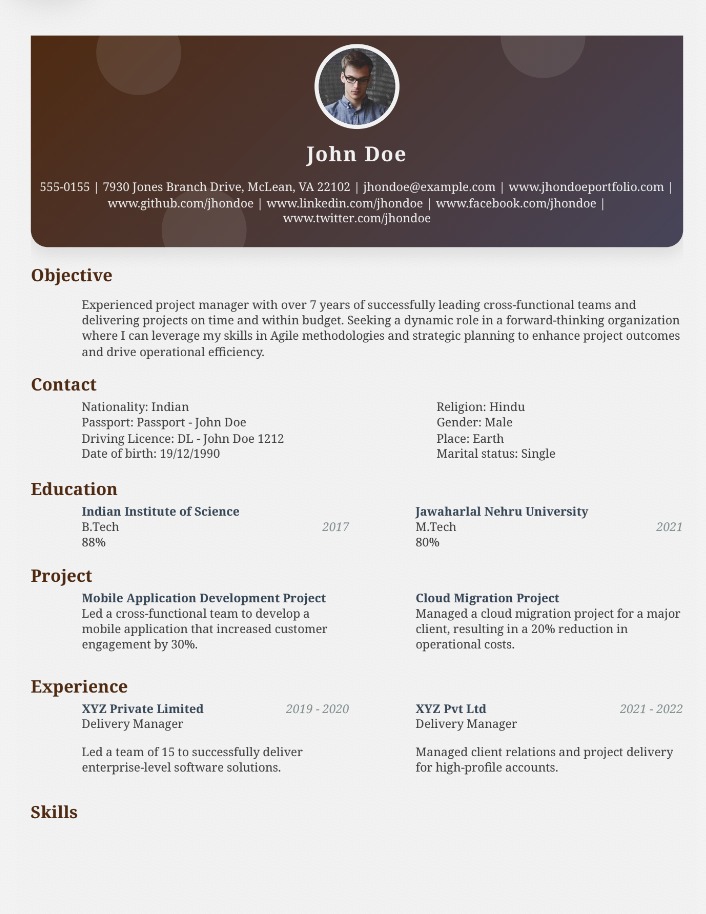 John Doe
555-0155 | 7930 Jones Branch Drive, McLean, VA 22102 | jhondoe@example.com | www.jhondoeportfolio.com |
www.github.com/jhondoe | www.linkedin.com/jhondoe | www.facebook.com/jhondoe |
www.twitter.com/jhondoe
Objective
Experienced project manager with over 7 years of successfully leading cross-functional teams and
delivering projects on time and within budget. Seeking a dynamic role in a forward-thinking organization
where I can leverage my skills in Agile methodologies and strategic planning to enhance project outcomes
and drive operational efficiency.
Contact
Nationality: Indian
Passport: Passport - John Doe
Driving Licence: DL - John Doe 1212
Date of birth: 19/12/1990
Religion: Hindu
Gender: Male
Place: Earth
Marital status: Single
Education
Indian Institute of Science
B.Tech 2017
88%
Jawaharlal Nehru University
M.Tech 2021
80%
Project
Mobile Application Development Project
Led a cross-functional team to develop a
mobile application that increased customer
engagement by 30%.
Cloud Migration Project
Managed a cloud migration project for a major
client, resulting in a 20% reduction in
operational costs.
Experience
XYZ Private Limited 2019 - 2020
Delivery Manager
Led a team of 15 to successfully deliver
enterprise-level software solutions.
XYZ Pvt Ltd 2021 - 2022
Delivery Manager
Managed client relations and project delivery
for high-profile accounts.
Skills